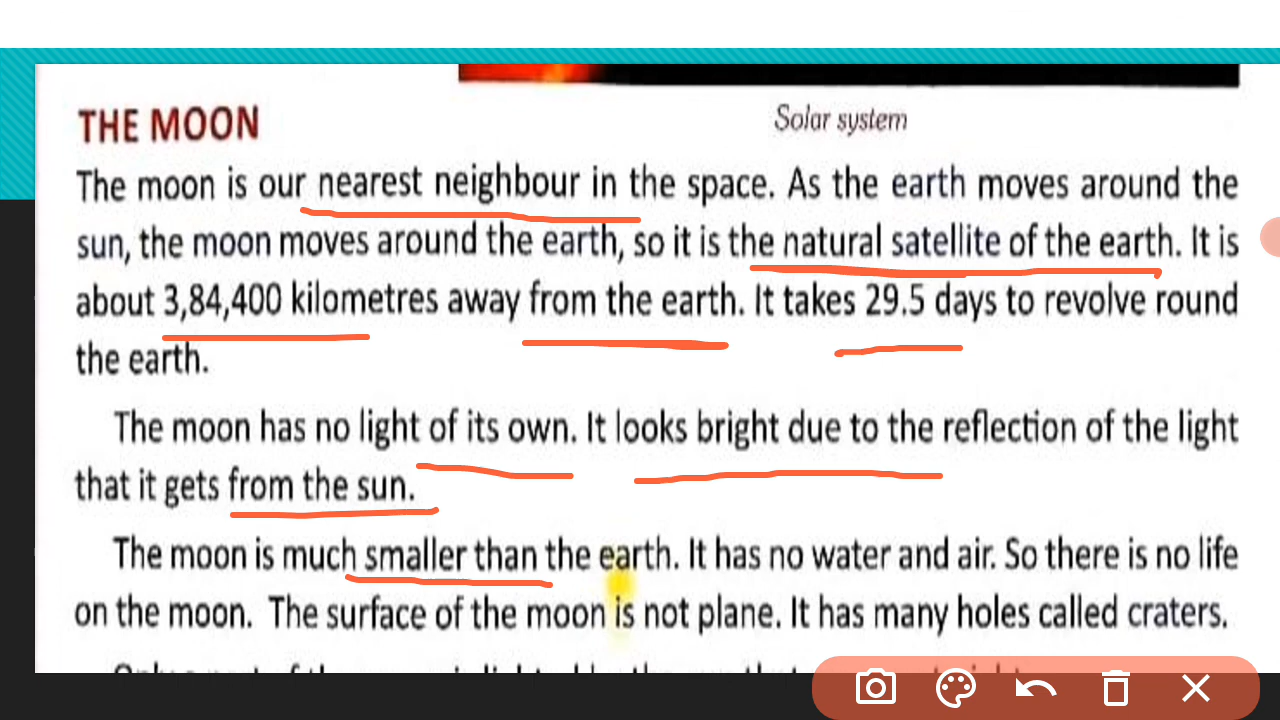 Solar system
THE MOON
The moon is our nearest neighbour in the space. As the earth moves around the
sun, the moon moves around the earth, so it is the natural satellite of the earth. It is
about 3,84,400 kilometres away from the earth. It takes 29.5 days to revolve round
the earth.
The moon has no light of its own. It looks bright due to the reflection of the light
that it gets from the sun.
The moon is much smaller than the earth. It has no water and air. So there is no life
on the moon. The surface of the moon is not plane. It has many holes called craters.